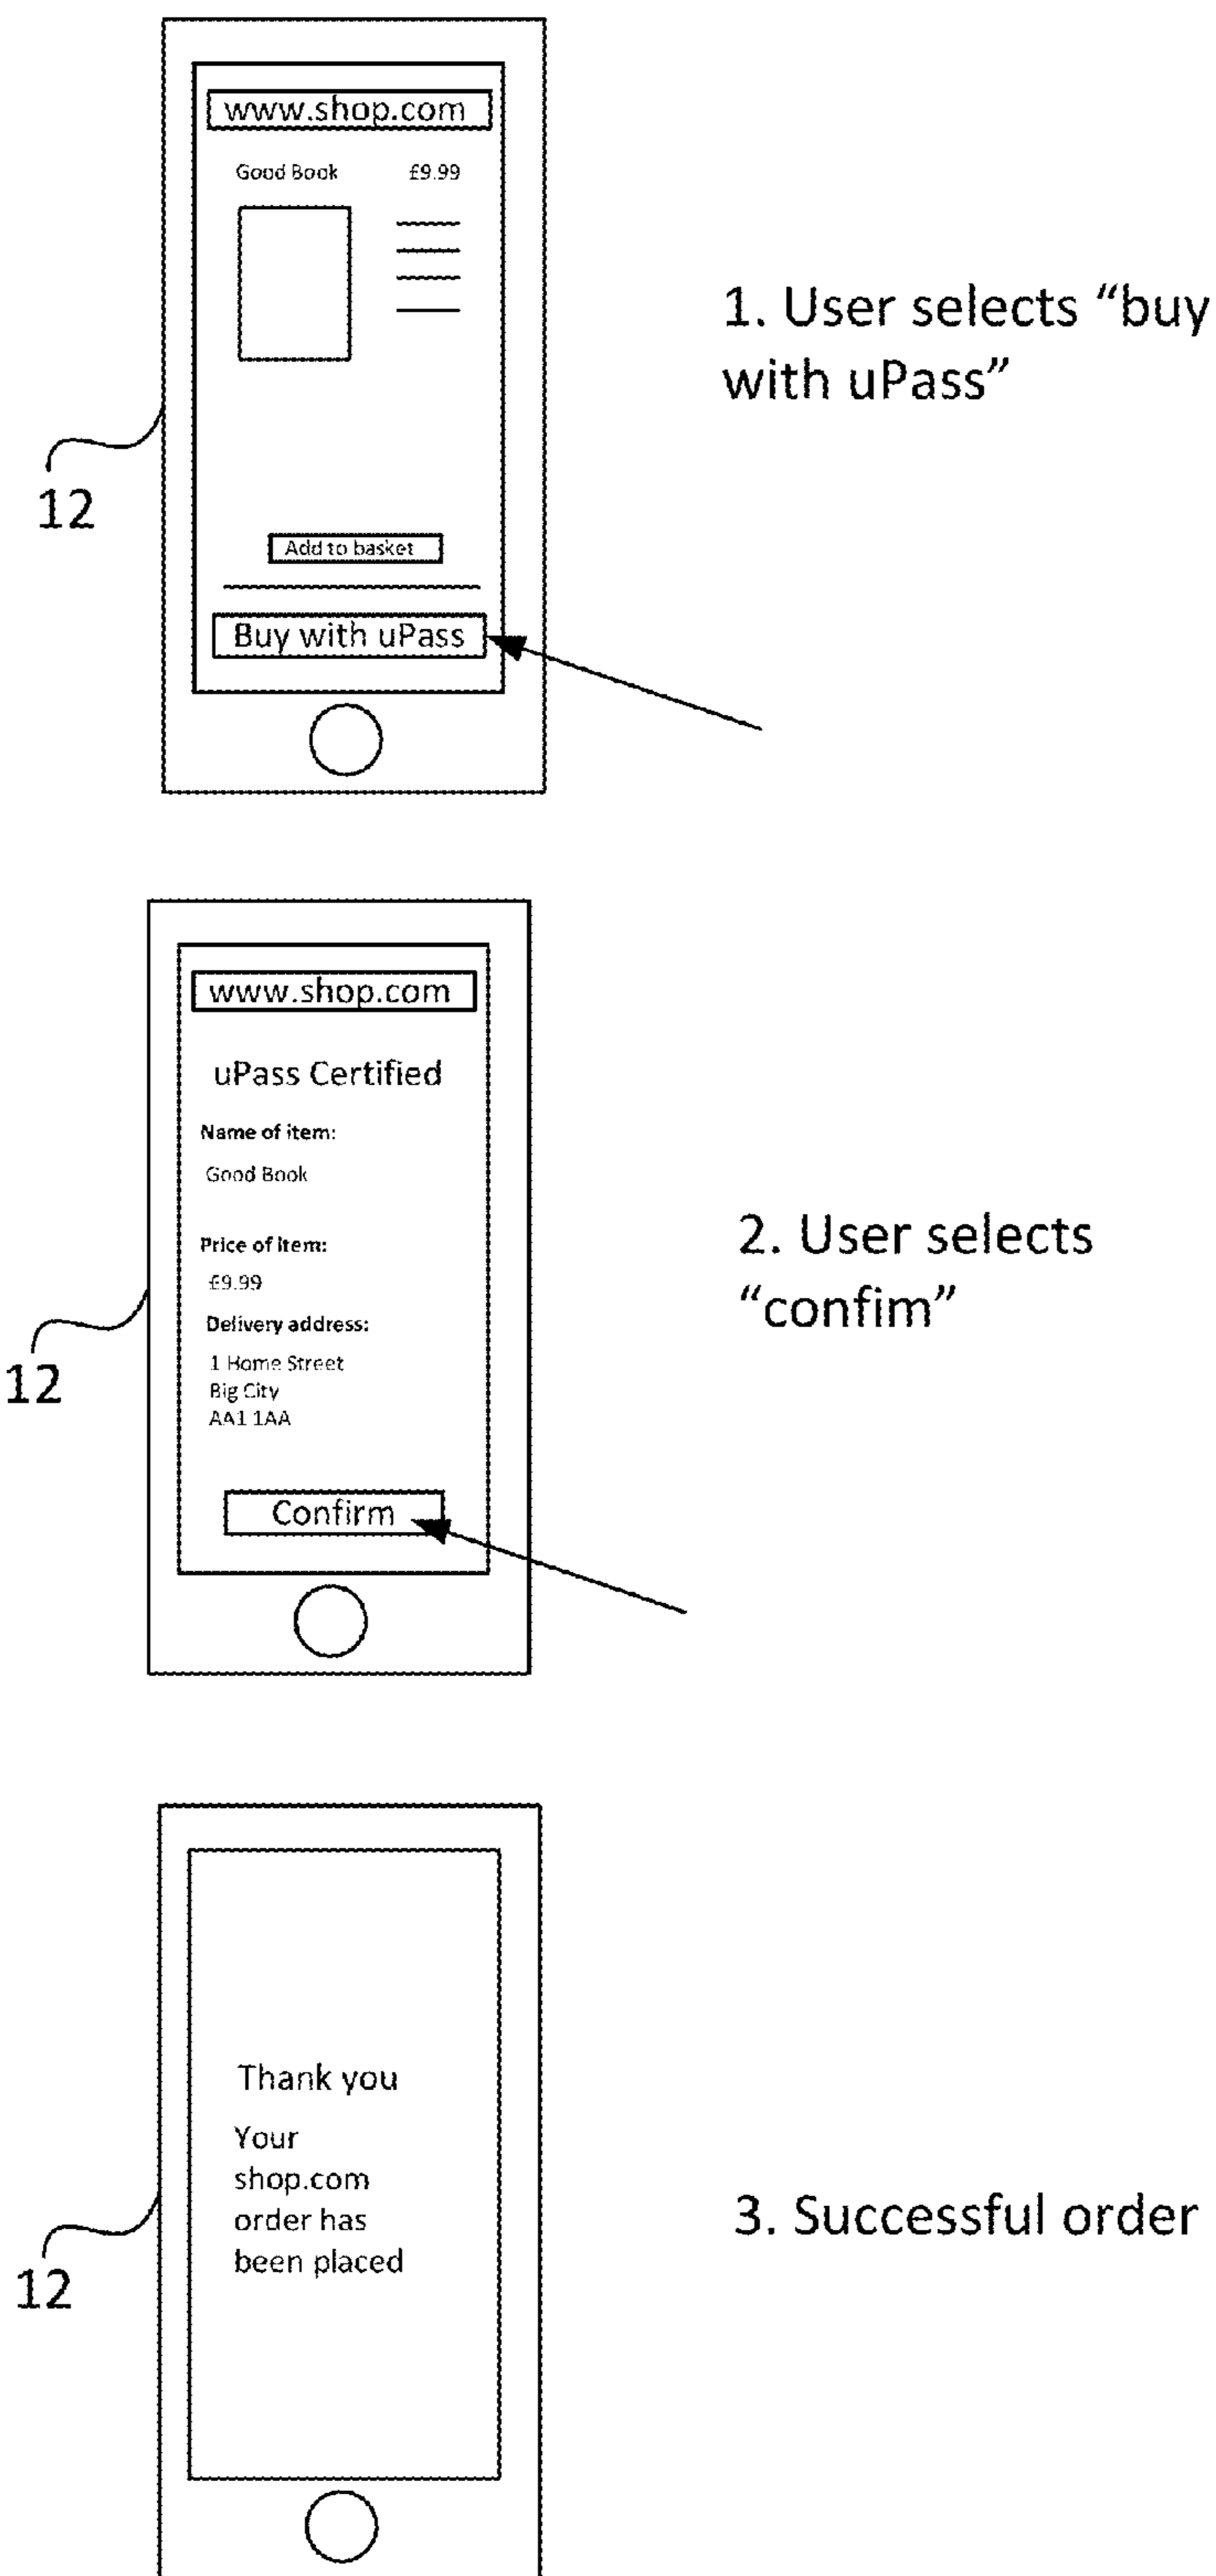 www.shop.com
Good Book £9.99
1. User selects “buy
with uPass”
12
Add to basket
Buy with uPass
www.shop.com
uPass Certified
Name of item:
Good Book
Price of item:
£9.99
Delivery address:
1 Home Street
Big City
AA1 1AA
Confirm
2. User selects
“confim”
12
Thank you
Your
shop.com
order has
been placed
3. Successful order
12